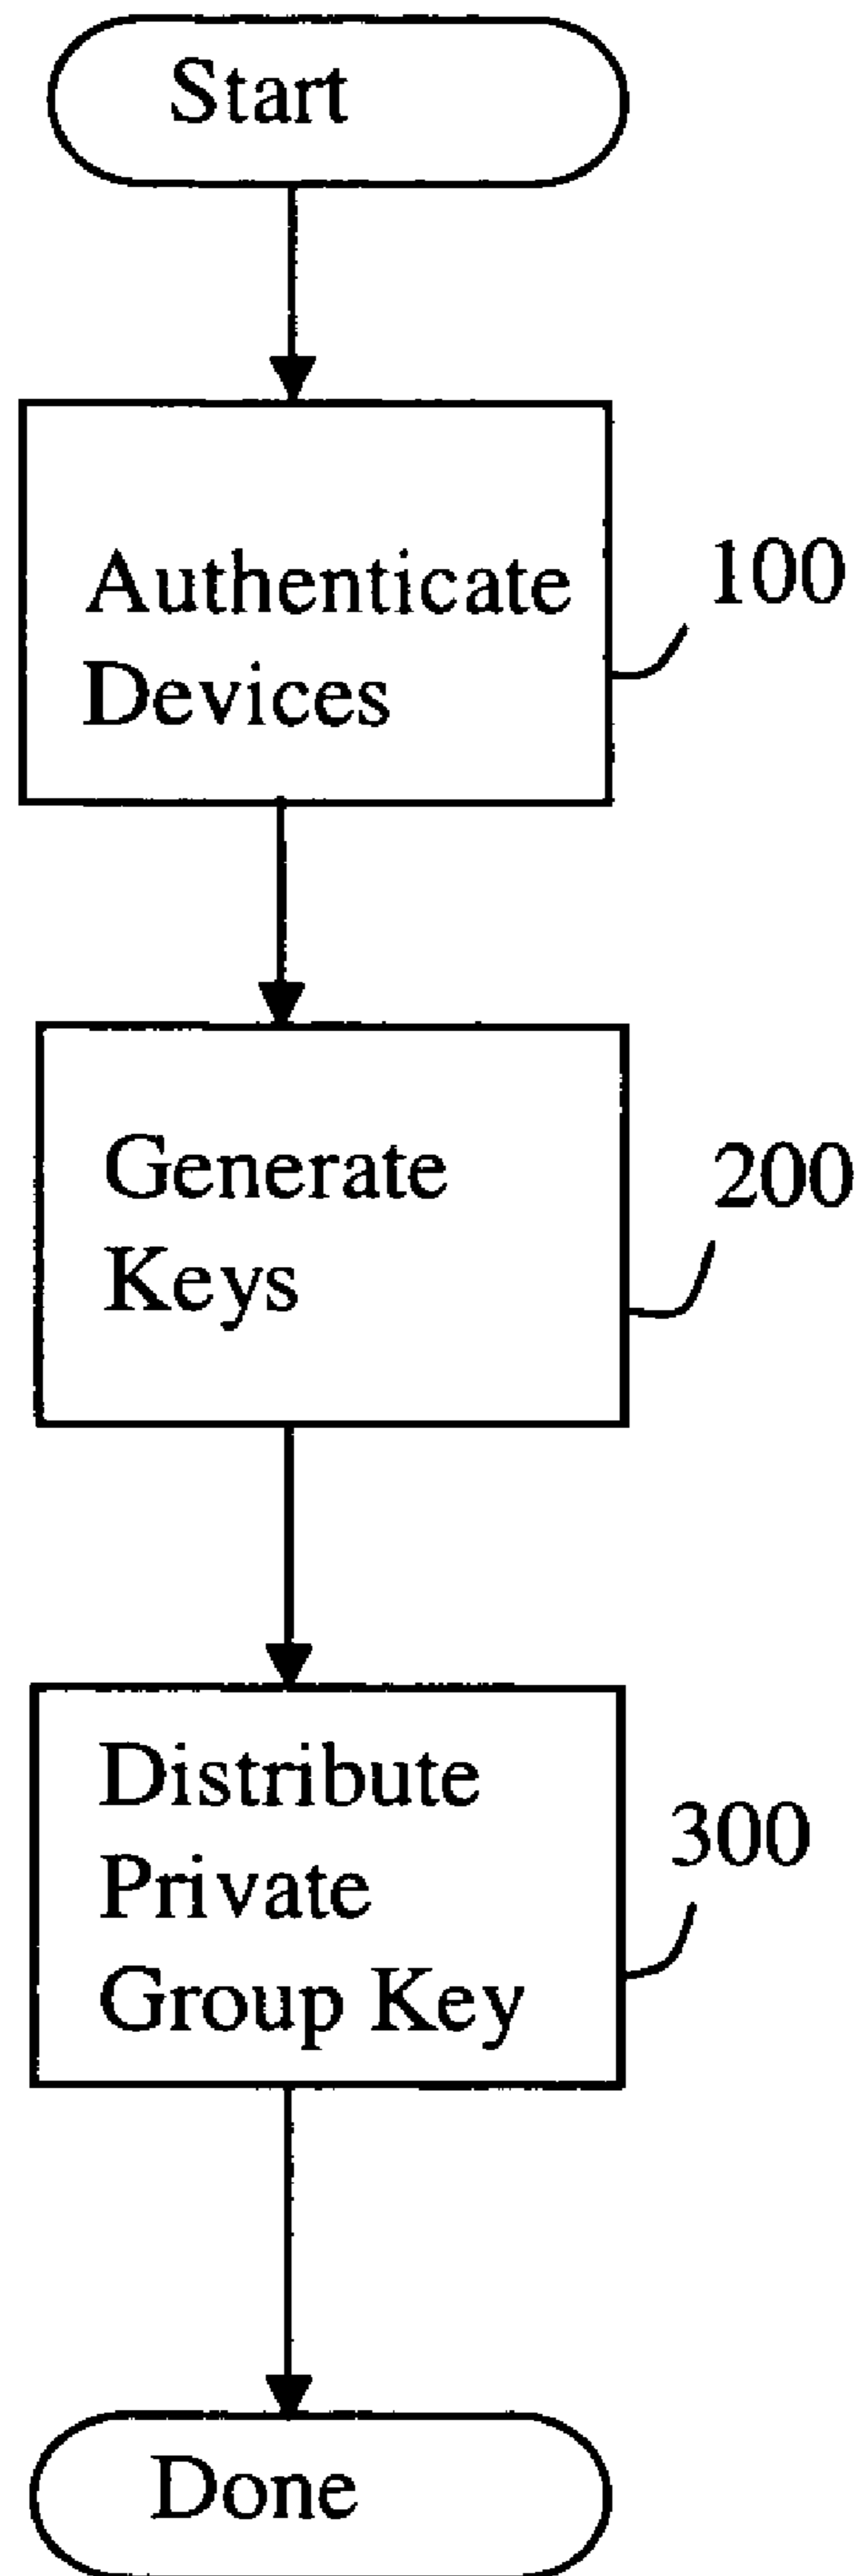 Start
Authenticate
Devices
100
Generate
Keys
200
Distribute
Private
Group Key
300
Done